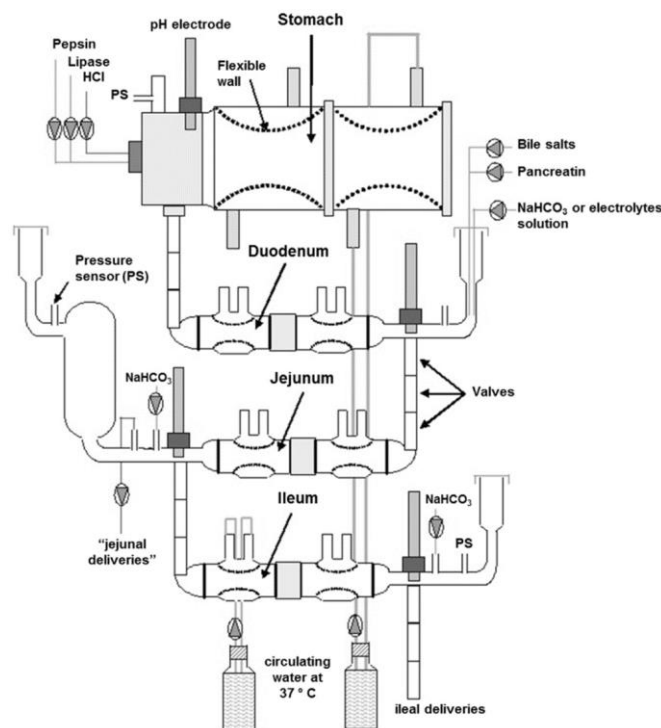 pH electrode
Stomach
Pepsin
Lipase
HCl
PS
Flexible
wall
Bile salts
Pancreatin
NaHCO₃ or electrolytes
solution
Pressure
sensor (PS)
Duodenum
NaHCO₃
Jejunum
Valves
"jejunal
deliveries"
Ileum
NaHCO₃
PS
circulating
water at
37 º C
ileal deliveries